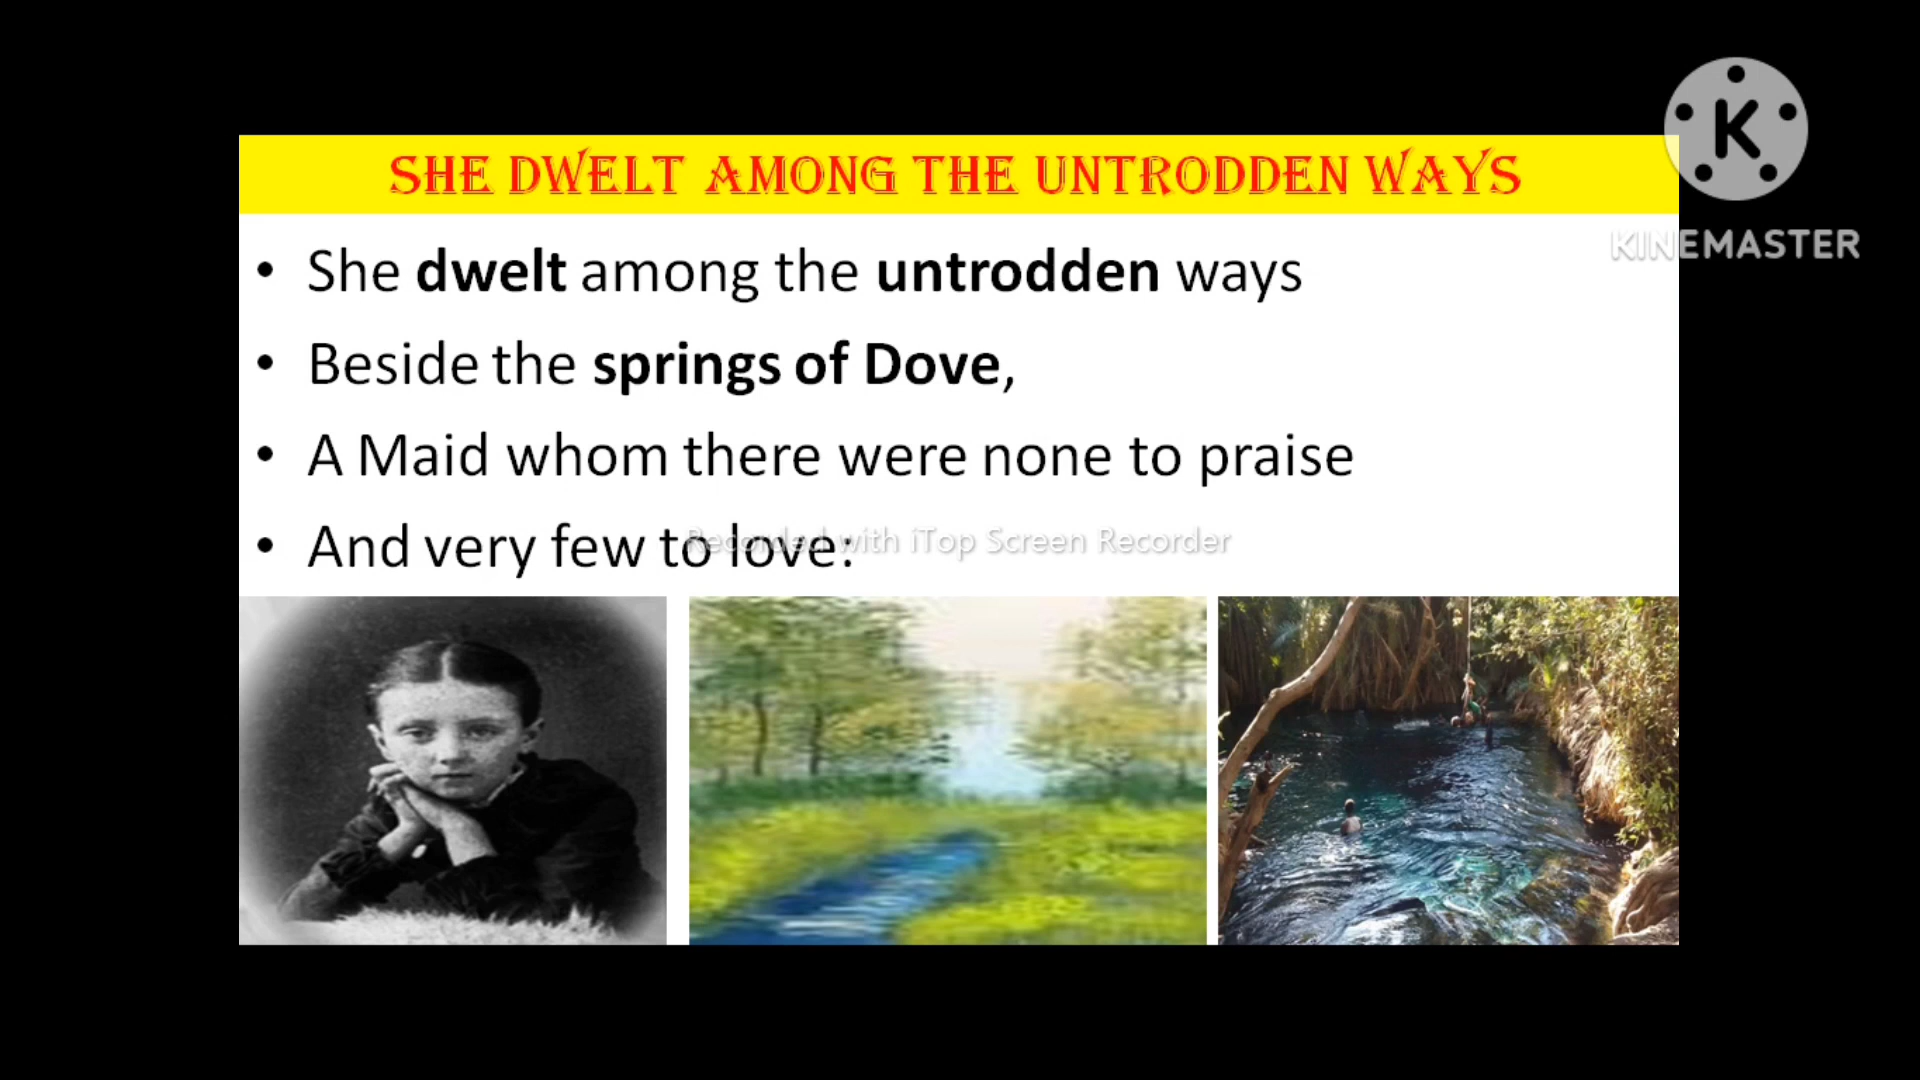 SHE DWELT AMONG THE UNTRODDEN WAYS
K
KINEMASTER
• She dwelt among the untrodden ways
• Beside the springs of Dove,
• A Maid whom there were none to praise
• And very few to love:
Recorded with iTop Screen Recorder